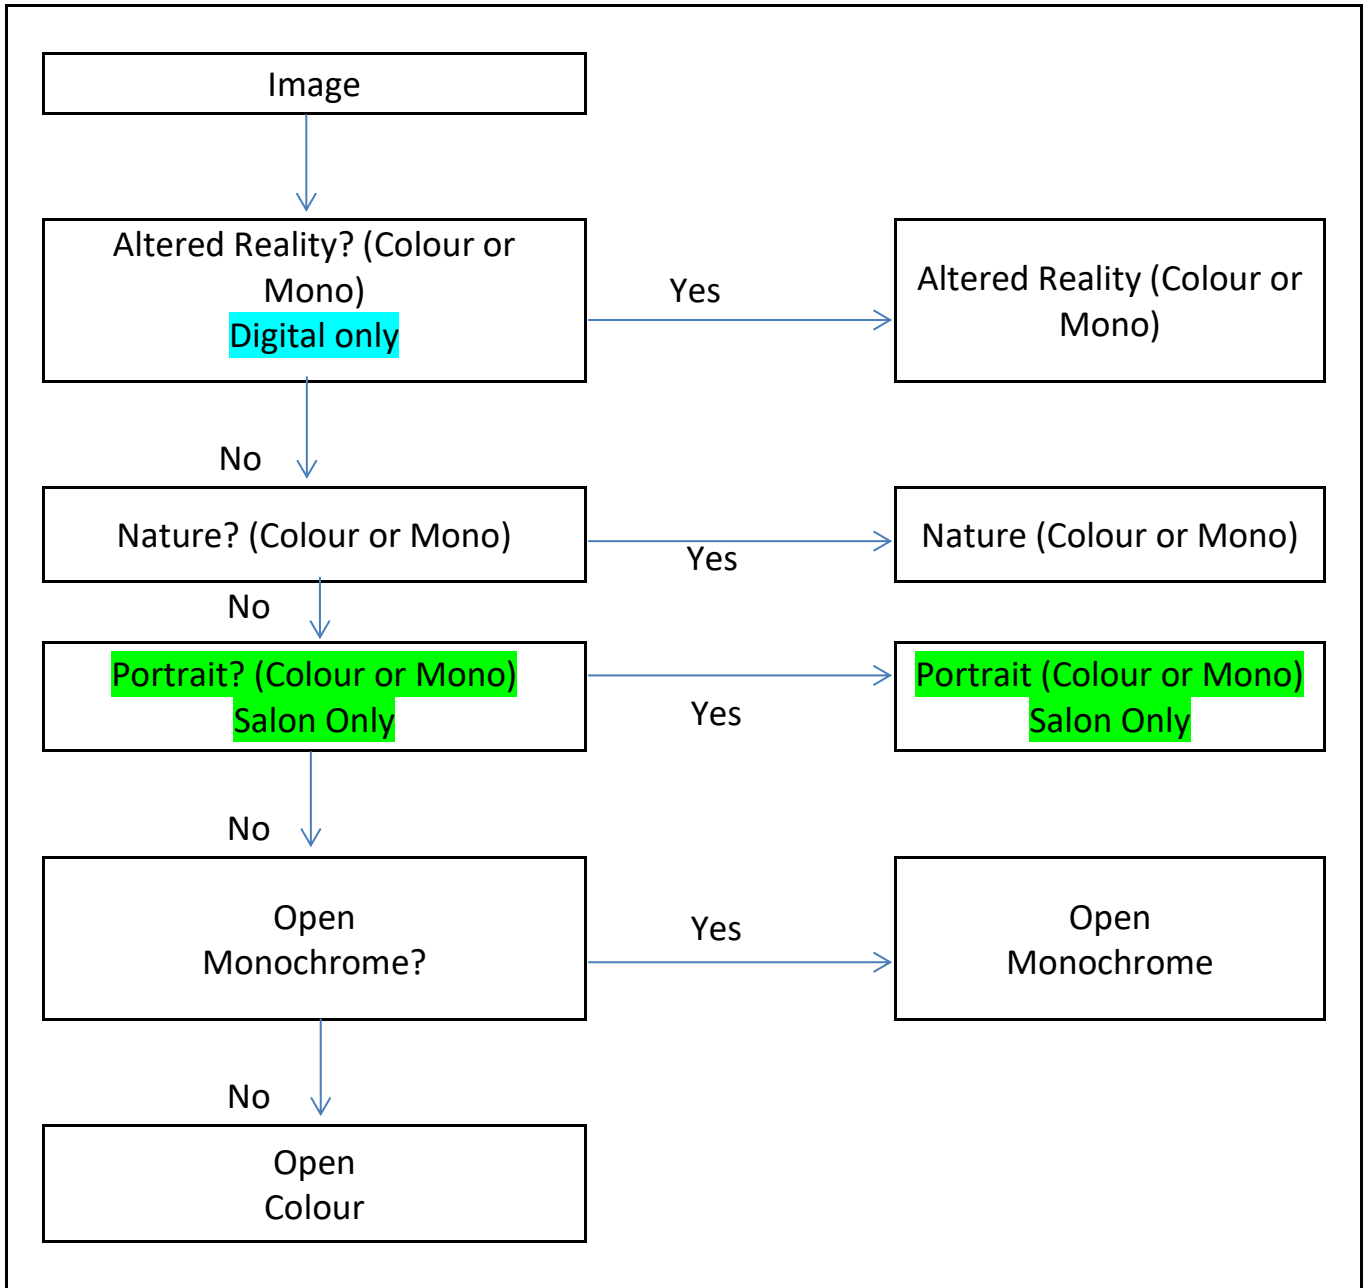 Image
Altered Reality? (Colour or
Mono)
Digital only
Yes
Altered Reality (Colour or
Mono)
No
Nature? (Colour or Mono)
Yes
Nature (Colour or Mono)
No
Portrait? (Colour or Mono)
Salon Only
Yes
Portrait (Colour or Mono)
Salon Only
No
Open
Monochrome?
Yes
Open
Monochrome
No
Open
Colour